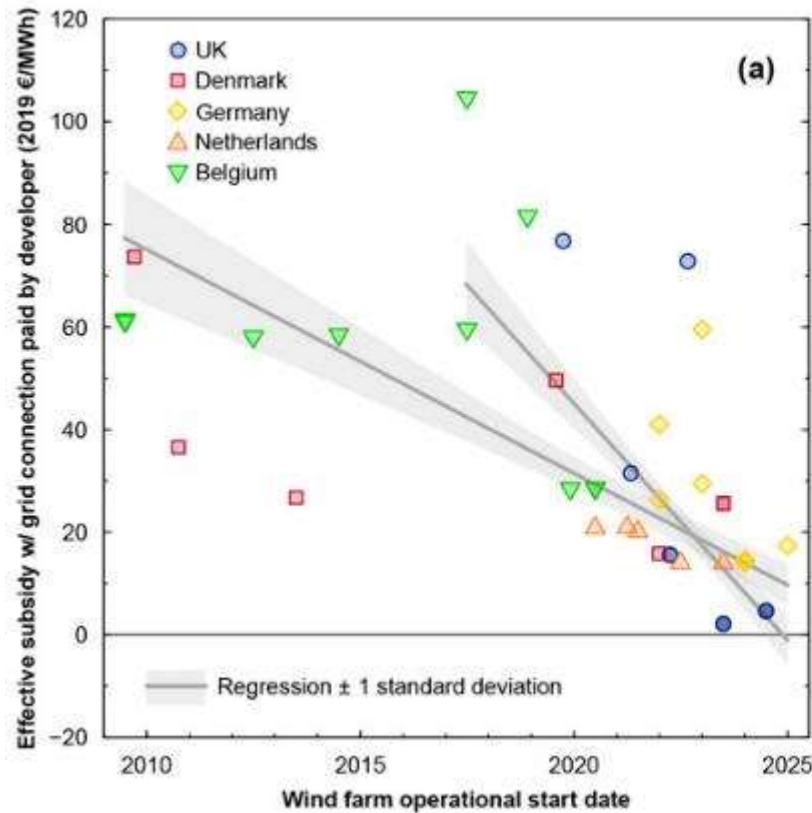 Effective subsidy w/ grid connection paid by developer (2019 €/MWh)
120
100
80
60
40
20
0
−20
UK
Denmark
Germany
Netherlands
Belgium
(a)
Regression ± 1 standard deviation
2010 2015 2020 2025
Wind farm operational start date